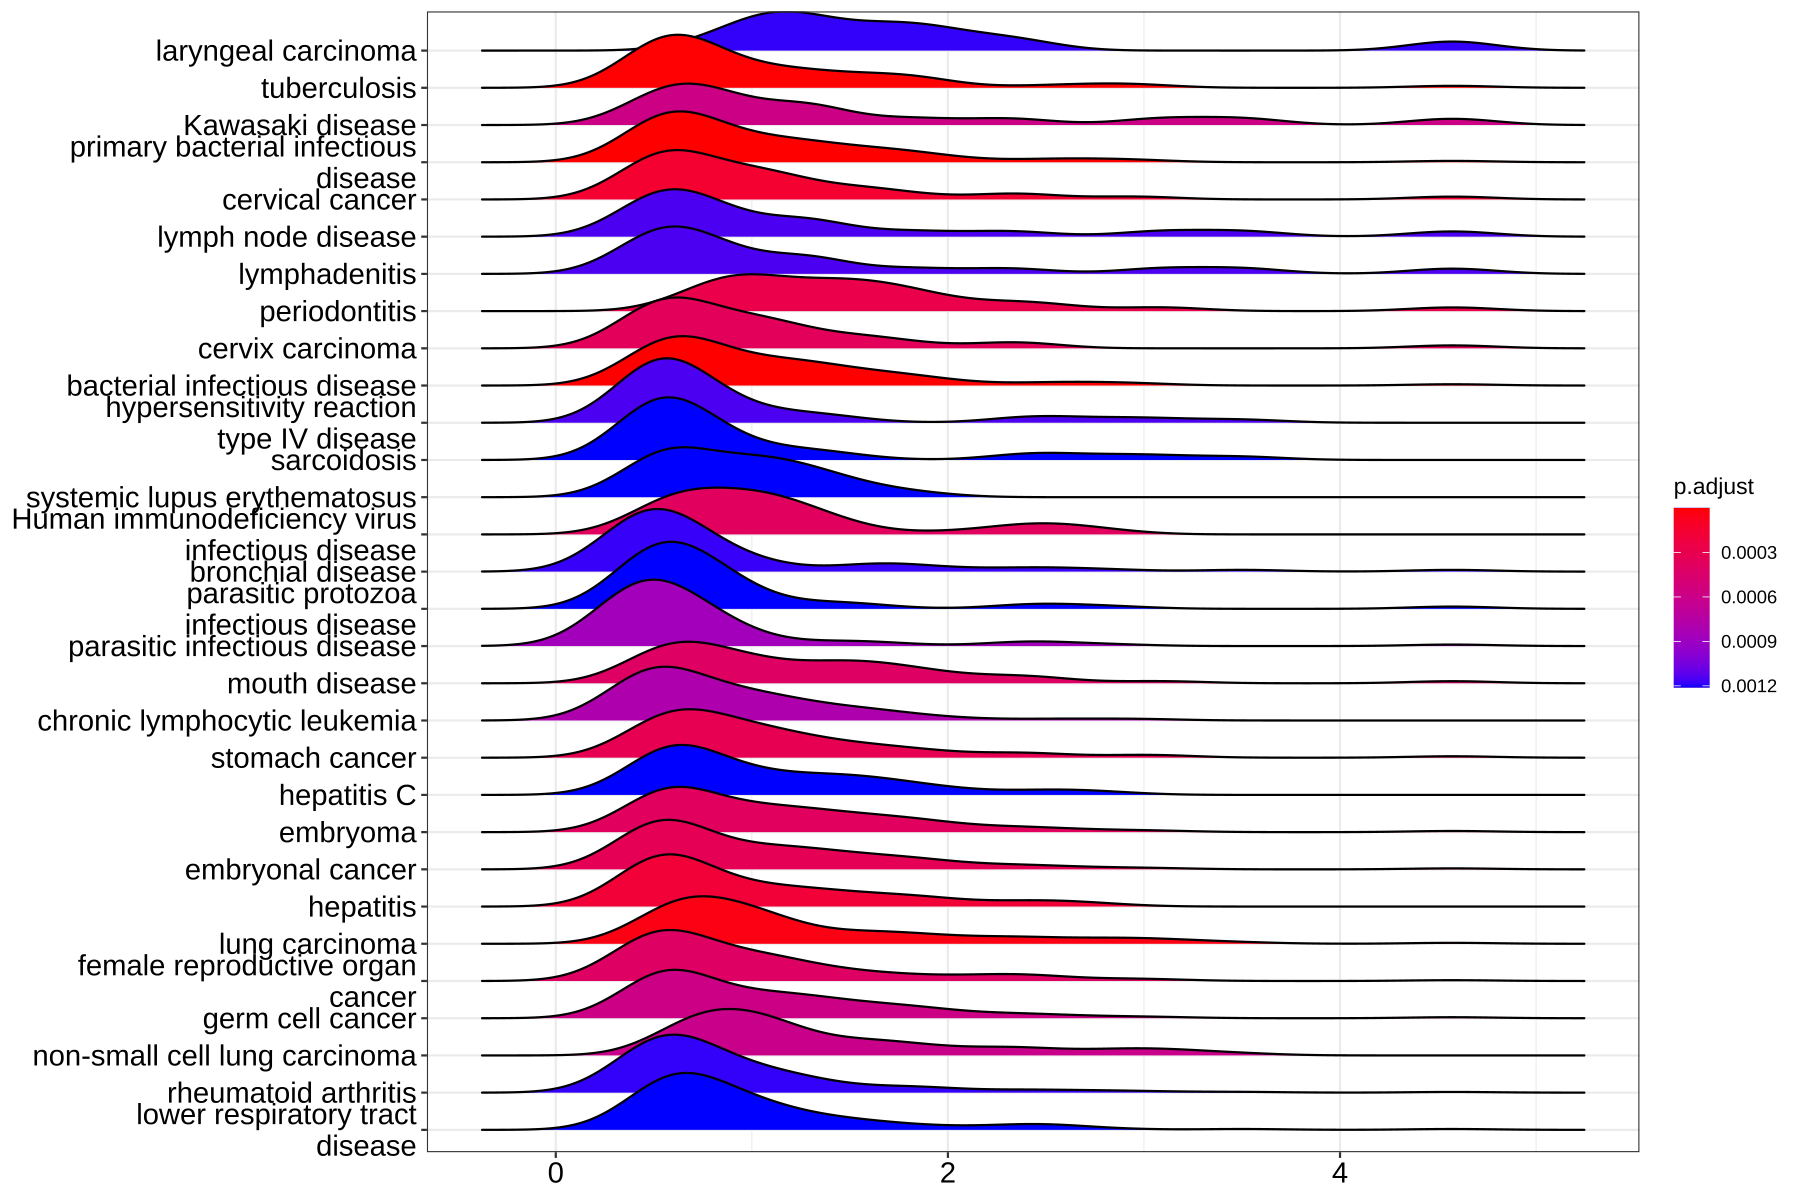 laryngeal carcinoma
tuberculosis
Kawasaki disease
primary bacterial infectious
disease
cervical cancer
lymph node disease
lymphadenitis
periodontitis
cervix carcinoma
bacterial infectious disease
hypersensitivity reaction
type IV disease
sarcoidosis
systemic lupus erythematosus
Human immunodeficiency virus
infectious disease
bronchial disease
parasitic protozoa
infectious disease
parasitic infectious disease
mouth disease
chronic lymphocytic leukemia
stomach cancer
hepatitis C
embryoma
embryonal cancer
hepatitis
lung carcinoma
female reproductive organ
cancer
germ cell cancer
non-small cell lung carcinoma
rheumatoid arthritis
lower respiratory tract
disease
0 2 4
p.adjust
0.0003
0.0006
0.0009
0.0012